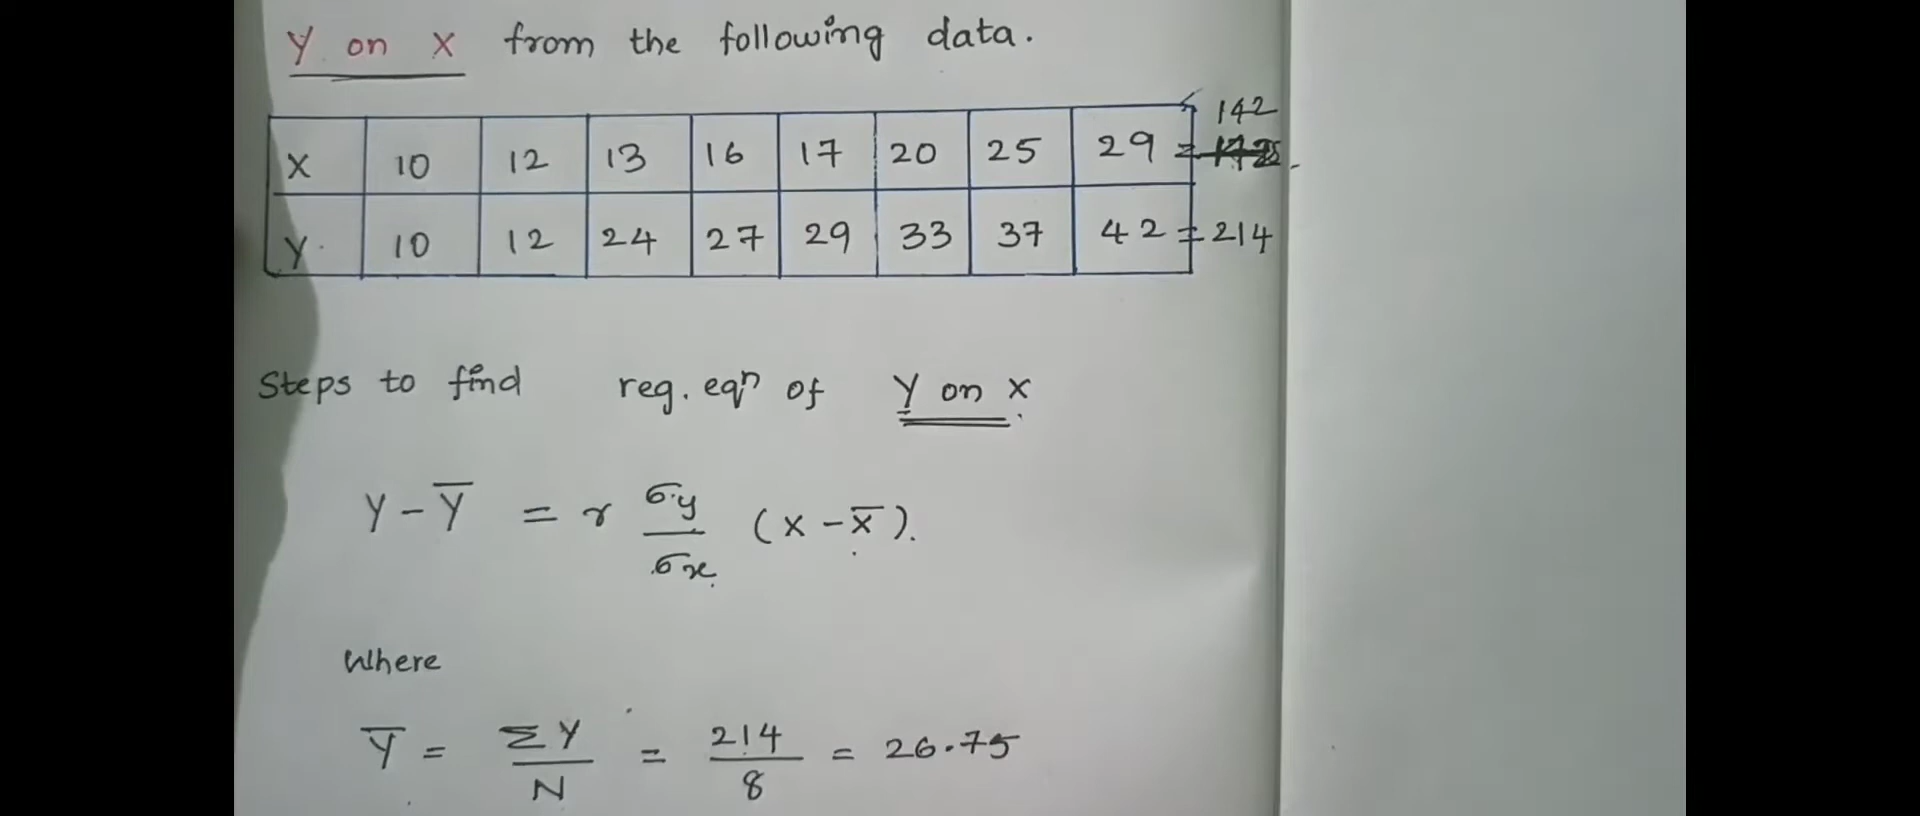 Y on X from the following data.
142
X 10 12 13 16 17 20 25 29 =
Y 10 12 24 27 29 33 37 42 = 214
Steps to find reg. eqn of Y on X
Y - Y̅ = r σy/σx (X - X̅).
Where
Y̅ = ΣY/N = 214/8 = 26.75